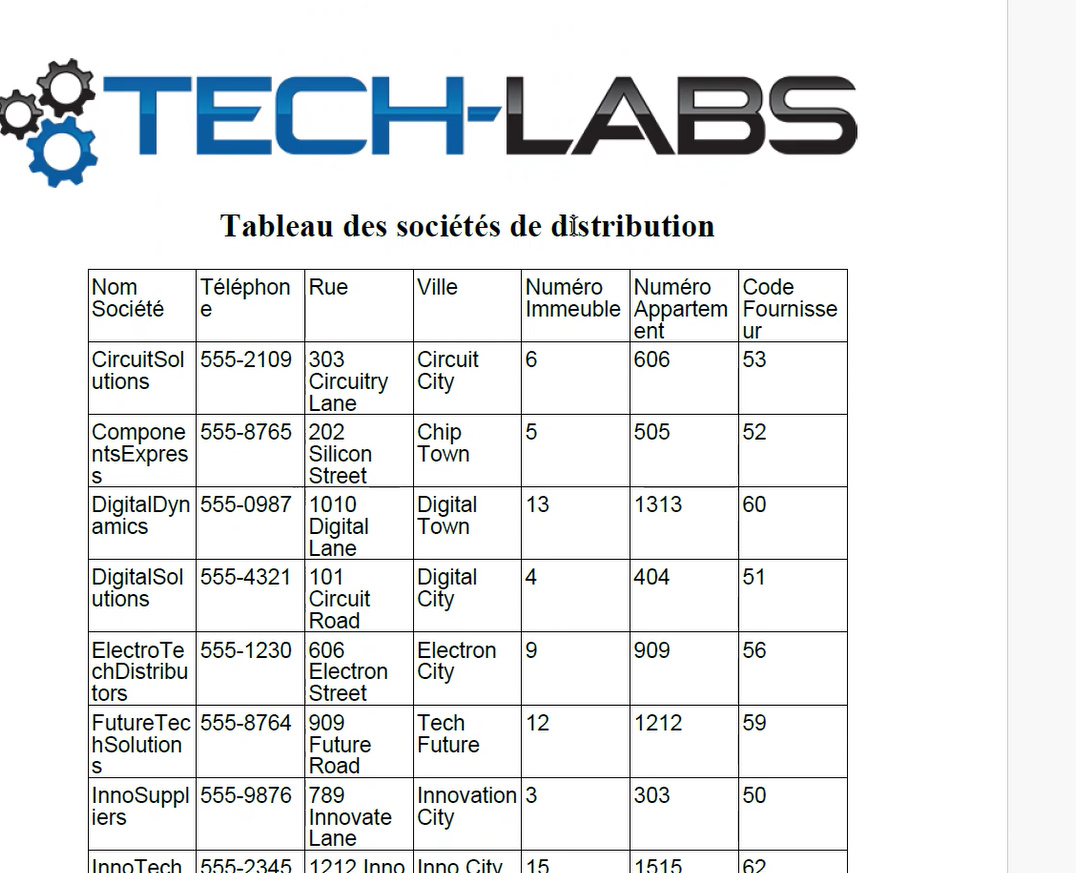 TECH-LABS
Tableau des sociétés de distribution
Nom Société Téléphone Rue Ville Numéro Immeuble Numéro Appartement Code Fournisseur
CircuitSolutions 555-2109 303 Circuitry Lane Circuit City 6 606 53
ComponentsExpress 555-8765 202 Silicon Street Chip Town 5 505 52
DigitalDynamics 555-0987 1010 Digital Lane Digital Town 13 1313 60
DigitalSolutions 555-4321 101 Circuit Road Digital City 4 404 51
ElectroTechDistributors 555-1230 606 Electron Street Electron City 9 909 56
FutureTechSolutions 555-8764 909 Future Road Tech Future 12 1212 59
InnoSuppliers 555-9876 789 Innovate Lane Innovation City 3 303 50
InnoTech 555-2345 1212 Inno Inno City 15 1515 62